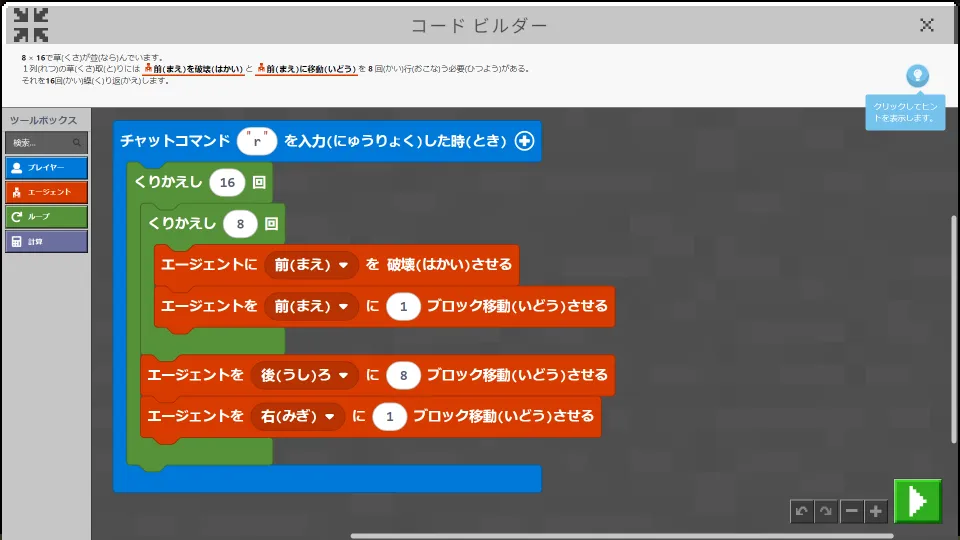 コード ビルダー
8 × 16で草(くさ)が並(なら)んでいます。
１列(れつ)の草(くさ)取(と)りには 前(まえ)を破壊(はかい) と 前(まえ)に移動(いどう) を 8 回(かい)行(おこな)う必要(ひつよう)がある。
それを16回(かい)繰(く)り返(かえ)します。
クリックしてヒン
トを表示します。
ツールボックス
検索...
プレイヤー
エージェント
ループ
計算
チャットコマンド "r" を入力(にゅうりょく)した時(とき)
くりかえし 16 回
くりかえし 8 回
エージェントに 前(まえ) を 破壊(はかい)させる
エージェントを 前(まえ) に 1 ブロック移動(いどう)させる
エージェントを 後(うし)ろ に 8 ブロック移動(いどう)させる
エージェントを 右(みぎ) に 1 ブロック移動(いどう)させる